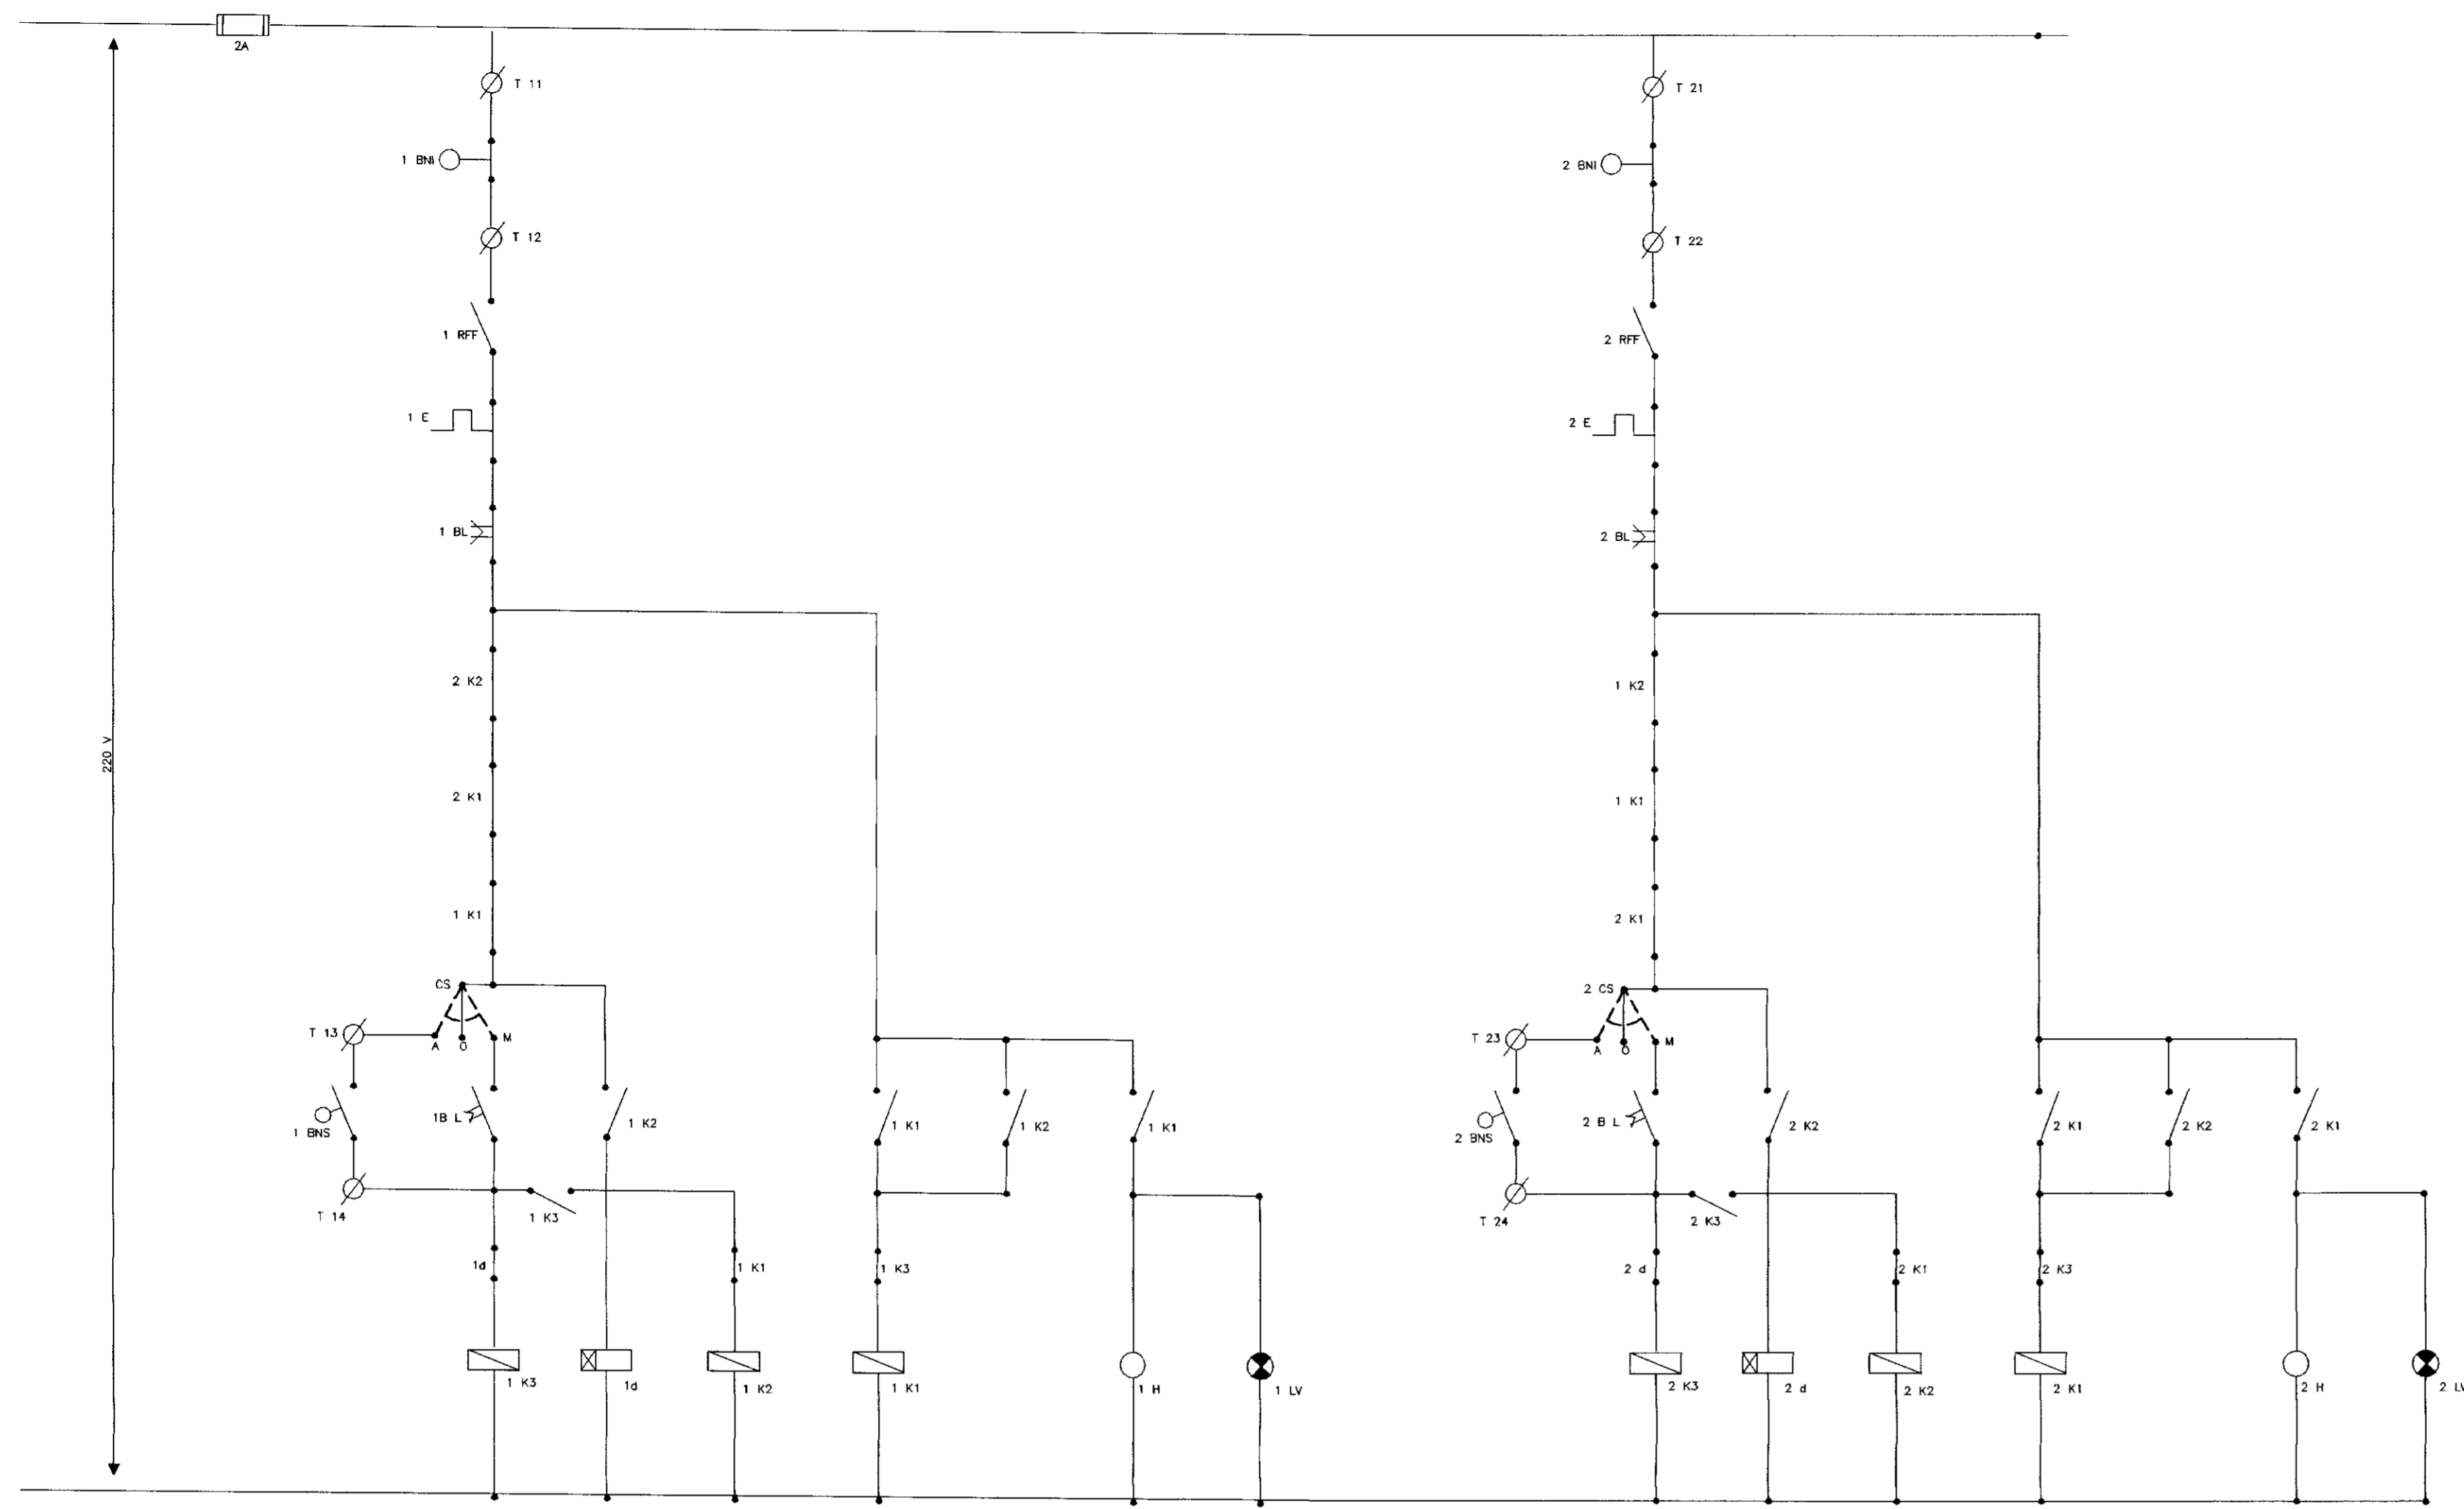 2A
T 11
T 21
1 BNI
2 BNI
T 12
T 22
1 RFF
2 RFF
1 E
2 E
1 BL
2 BL
2 K2
1 K2
220 V
2 K1
1 K1
1 K1
2 K1
CS
2 CS
T 13
A
O
M
T 23
A
O
M
1 BNS
1B L
1 K2
1 K1
1 K2
1 K1
2 BNS
2 B L
2 K2
2 K1
2 K2
2 K1
T 14
1 K3
T 24
2 K3
1d
1 K1
1 K3
2 d
2 K1
2 K3
1 K3
1d
1 K2
1 K1
1 H
1 LV
2 K3
2 d
2 K2
2 K1
2 H
2 LV